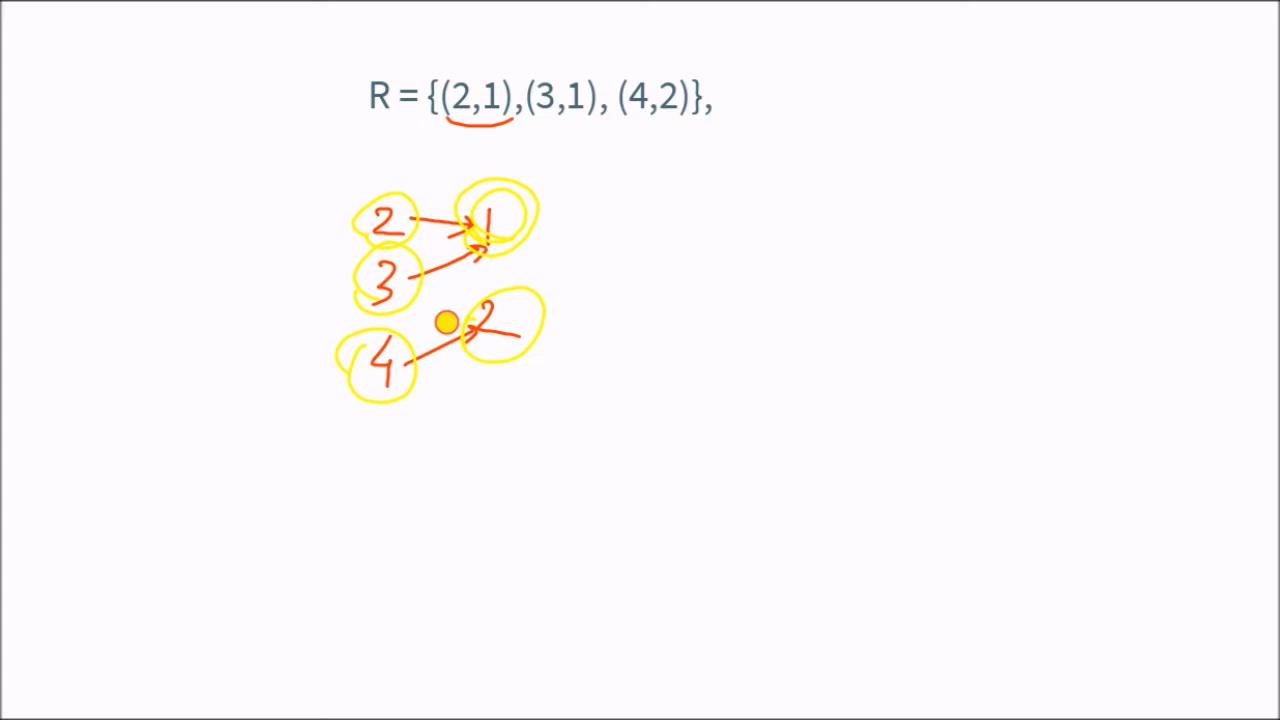 R = {(2,1),(3,1), (4,2)},
2 1
3
4 2